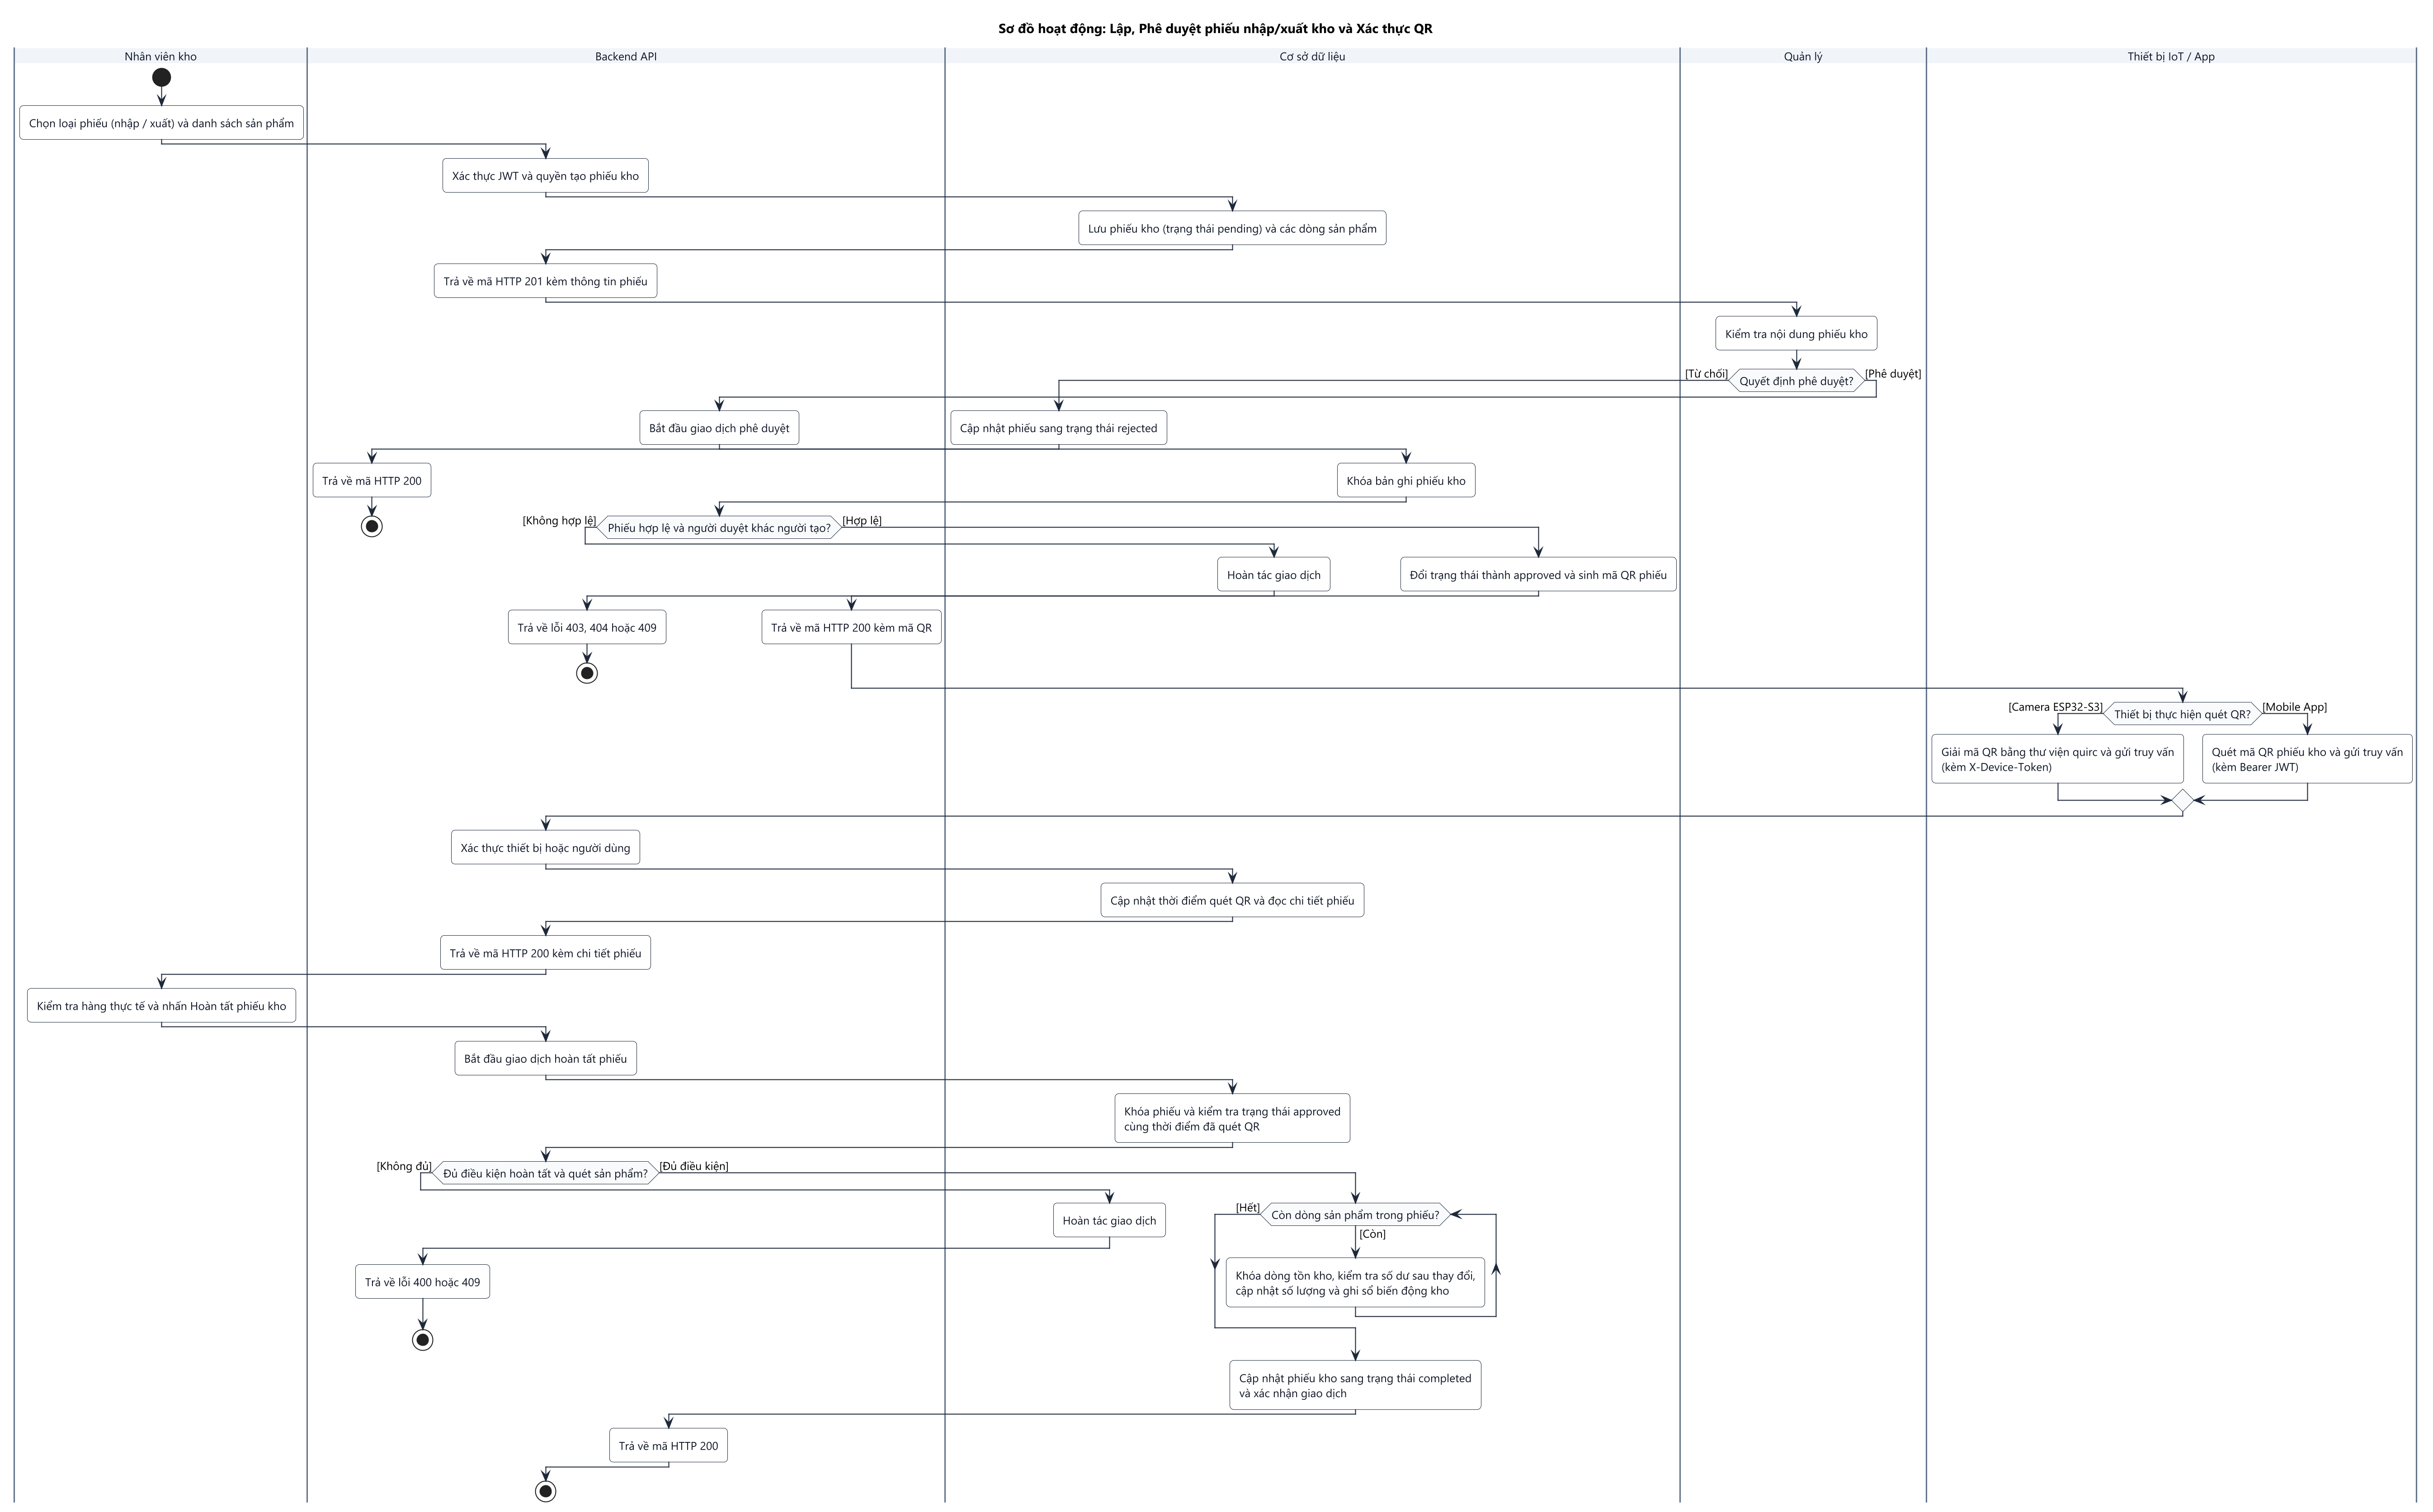 Sơ đồ hoạt động: Lập, Phê duyệt phiếu nhập/xuất kho và Xác thực QR
Nhân viên kho
Backend API
Cơ sở dữ liệu
Quản lý
Thiết bị IoT / App
Chọn loại phiếu (nhập / xuất) và danh sách sản phẩm
Xác thực JWT và quyền tạo phiếu kho
Lưu phiếu kho (trạng thái pending) và các dòng sản phẩm
Trả về mã HTTP 201 kèm thông tin phiếu
Kiểm tra nội dung phiếu kho
[Từ chối]
Quyết định phê duyệt?
[Phê duyệt]
Bắt đầu giao dịch phê duyệt
Cập nhật phiếu sang trạng thái rejected
Trả về mã HTTP 200
Khóa bản ghi phiếu kho
[Không hợp lệ]
Phiếu hợp lệ và người duyệt khác người tạo?
[Hợp lệ]
Hoàn tác giao dịch
Đổi trạng thái thành approved và sinh mã QR phiếu
Trả về lỗi 403, 404 hoặc 409
Trả về mã HTTP 200 kèm mã QR
[Camera ESP32-S3]
Thiết bị thực hiện quét QR?
[Mobile App]
Giải mã QR bằng thư viện quirc và gửi truy vấn
(kèm X-Device-Token)
Quét mã QR phiếu kho và gửi truy vấn
(kèm Bearer JWT)
Xác thực thiết bị hoặc người dùng
Cập nhật thời điểm quét QR và đọc chi tiết phiếu
Trả về mã HTTP 200 kèm chi tiết phiếu
Kiểm tra hàng thực tế và nhấn Hoàn tất phiếu kho
Bắt đầu giao dịch hoàn tất phiếu
Khóa phiếu và kiểm tra trạng thái approved
cùng thời điểm đã quét QR
[Không đủ]
Đủ điều kiện hoàn tất và quét sản phẩm?
[Đủ điều kiện]
Hoàn tác giao dịch
[Hết]
Còn dòng sản phẩm trong phiếu?
[Còn]
Trả về lỗi 400 hoặc 409
Khóa dòng tồn kho, kiểm tra số dư sau thay đổi,
cập nhật số lượng và ghi sổ biến động kho
Cập nhật phiếu kho sang trạng thái completed
và xác nhận giao dịch
Trả về mã HTTP 200